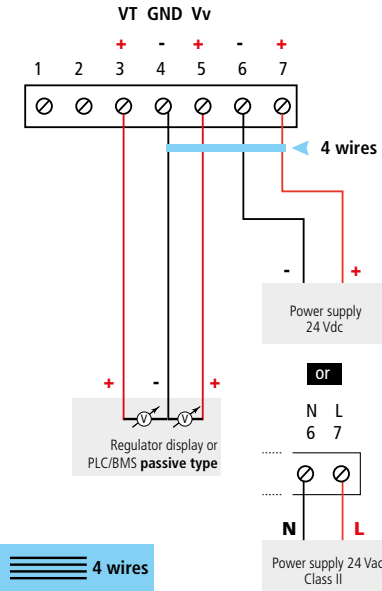 VT GND Vv
+ - + - +
1 2 3 4 5 6 7
4 wires
- +
Power supply
24 Vdc
or
+ - +
V V
Regulator display or
PLC/BMS passive type
N L
6 7
N L
4 wires
Power supply 24 Vac
Class II